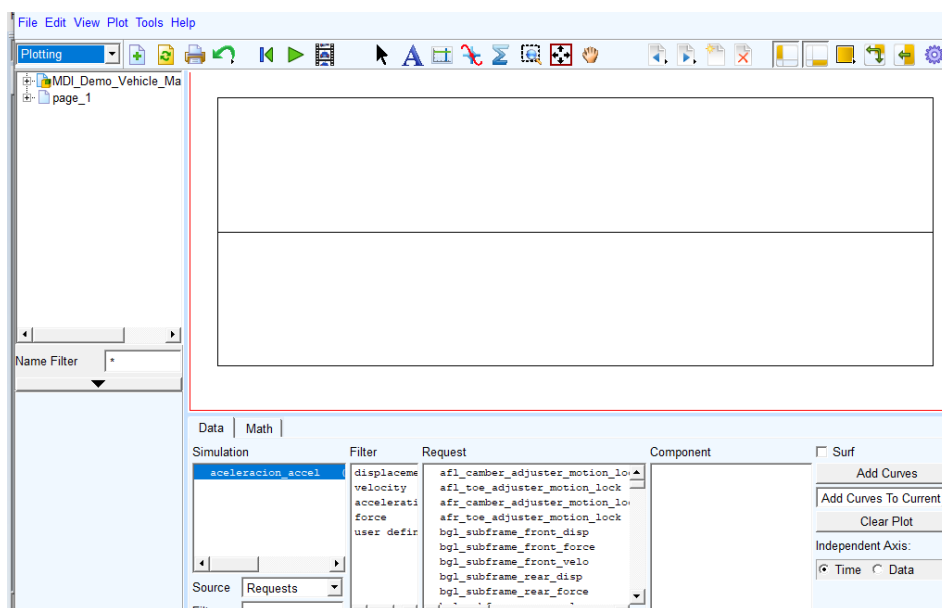 File Edit View Plot Tools Help
Plotting
MDI_Demo_Vehicle_Ma
page_1
Name Filter *
Data Math
Simulation Filter Request Component Surf
aceleracion_accel (
displaceme
velocity
accelerati
force
user defin
afl_camber_adjuster_motion_lo
afl_toe_adjuster_motion_lock
afr_camber_adjuster_motion_lo
afr_toe_adjuster_motion_lock
bgl_subframe_front_disp
bgl_subframe_front_force
bgl_subframe_front_velo
bgl_subframe_rear_disp
bgl_subframe_rear_force
Add Curves
Add Curves To Current
Clear Plot
Independent Axis:
Time Data
Source Requests